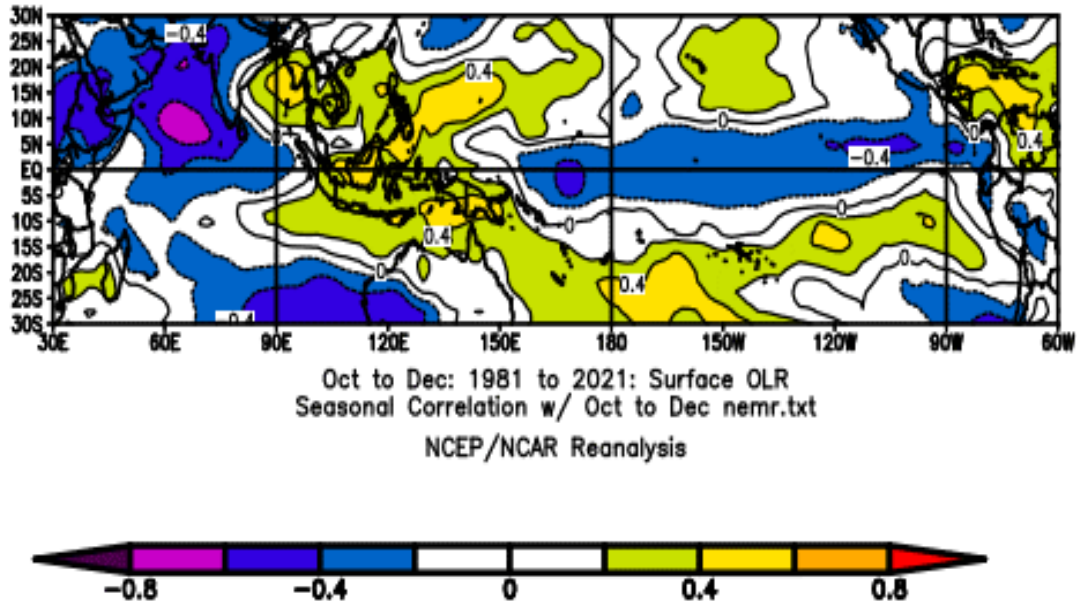 30N
25N
20N
15N
10N
5N
EQ
5S
10S
15S
20S
25S
30S
-0.4
0.4
0
0
-0.4
0.4
0
0
0
0.4
0
0.4
0
-0.4
30E 60E 90E 120E 150E 180 150W 120W 90W 60W
Oct to Dec: 1981 to 2021: Surface OLR
Seasonal Correlation w/ Oct to Dec nemr.txt
NCEP/NCAR Reanalysis
-0.8 -0.4 0 0.4 0.8